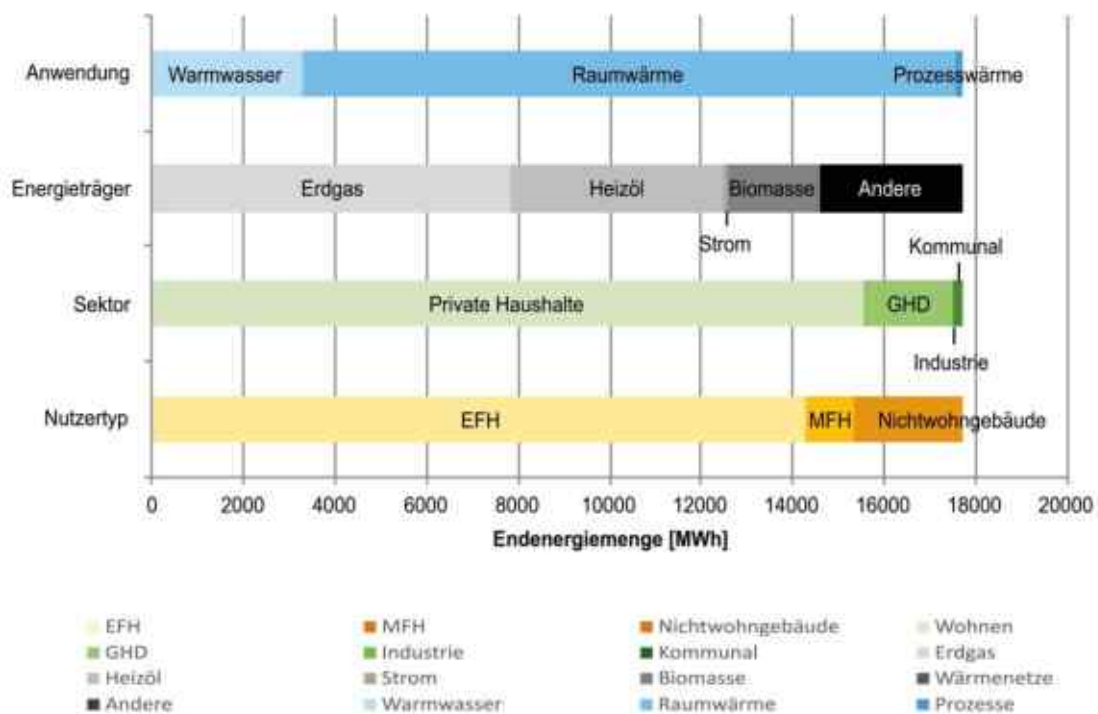 Anwendung Warmwasser Raumwärme Prozesswärme
Energieträger Erdgas Heizöl Biomasse Andere
Strom Kommunal
Sektor Private Haushalte GHD
Industrie
Nutzertyp EFH MFH Nichtwohngebäude
0 2000 4000 6000 8000 10000 12000 14000 16000 18000 20000
Endenergiemenge [MWh]
EFH MFH Nichtwohngebäude Wohnen
GHD Industrie Kommunal Erdgas
Heizöl Strom Biomasse Wärmenetze
Andere Warmwasser Raumwärme Prozesse